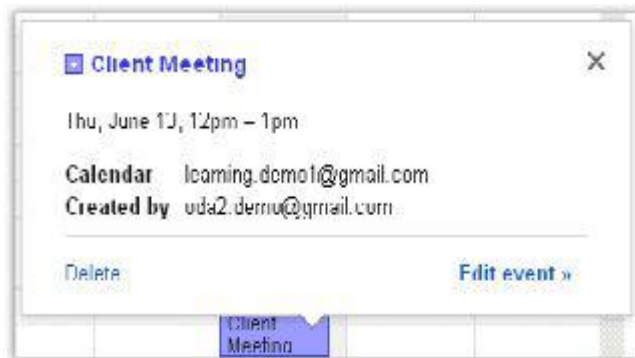 Client Meeting
Thu, June 13, 12pm – 1pm
Calendar learning.demo1@gmail.com
Created by uda2.demo@gmail.com
Delete Edit event »
Client
Meeting